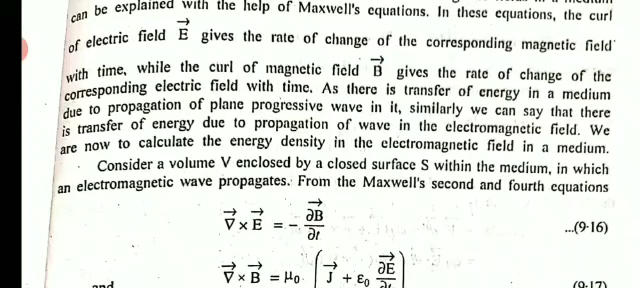 can be explained with the help of Maxwell's equations. In these equations, the curl
of electric field E⃗ gives the rate of change of the corresponding magnetic field
with time, while the curl of magnetic field B⃗ gives the rate of change of the
corresponding electric field with time. As there is transfer of energy in a medium
due to propagation of plane progressive wave in it, similarly we can say that there
is transfer of energy due to propagation of wave in the electromagnetic field. We
are now to calculate the energy density in the electromagnetic field in a medium.
Consider a volume V enclosed by a closed surface S within the medium, in which
an electromagnetic wave propagates. From the Maxwell's second and fourth equations
∇⃗ × E⃗ = − ∂B⃗/∂t ...(9·16)
and ∇⃗ × B⃗ = μ₀ (J⃗ + ε₀ ∂E⃗/∂t) (9·17)